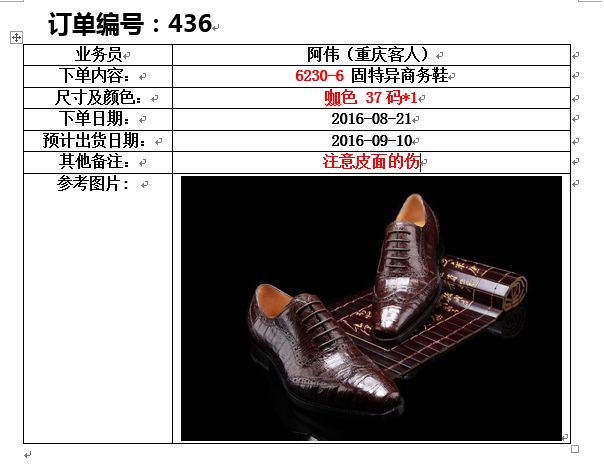 订单编号：436
业务员 阿伟（重庆客人）
下单内容： 6230-6 固特异商务鞋
尺寸及颜色： 咖色 37码*1
下单日期： 2016-08-21
预计出货日期： 2016-09-10
其他备注： 注意皮面的伤
参考图片：